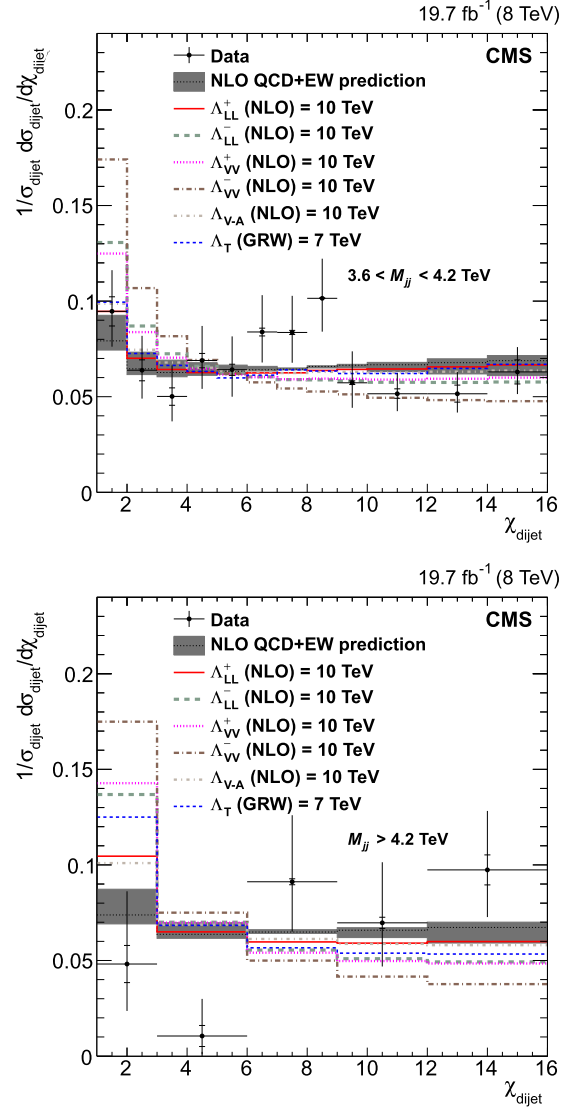 19.7 fb⁻¹ (8 TeV)
CMS
Data
NLO QCD+EW prediction
Λ⁺LL (NLO) = 10 TeV
Λ⁻LL (NLO) = 10 TeV
Λ⁺VV (NLO) = 10 TeV
Λ⁻VV (NLO) = 10 TeV
ΛV-A (NLO) = 10 TeV
ΛT (GRW) = 7 TeV
3.6 < Mjj < 4.2 TeV
1/σdijet dσdijet/dχdijet
0.2
0.15
0.1
0.05
0
2 4 6 8 10 12 14 16
χdijet
19.7 fb⁻¹ (8 TeV)
CMS
Data
NLO QCD+EW prediction
Λ⁺LL (NLO) = 10 TeV
Λ⁻LL (NLO) = 10 TeV
Λ⁺VV (NLO) = 10 TeV
Λ⁻VV (NLO) = 10 TeV
ΛV-A (NLO) = 10 TeV
ΛT (GRW) = 7 TeV
Mjj > 4.2 TeV
1/σdijet dσdijet/dχdijet
0.2
0.15
0.1
0.05
0
2 4 6 8 10 12 14 16
χdijet